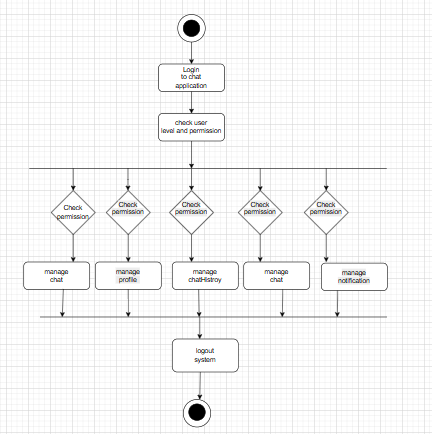 Login
to chat
application
check user
level and permission
Check
permission
Check
permission
Check
permission
Check
permission
Check
permission
manage
chat
manage
profile
manage
chatHistroy
manage
chat
manage
notification
logout
system